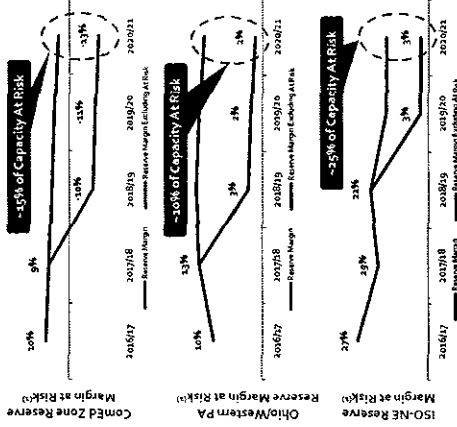 ComEd Zone Reserve
Margin at Risk(1)
~15% of Capacity At Risk
10%
9%
-10%
-11%
-13%
2016/17
2017/18
2018/19
2019/20
2020/21
Reserve Margin
Reserve Margin Excluding At Risk
Ohio/Western PA
Reserve Margin at Risk(1)
~10% of Capacity At Risk
10%
13%
3%
2%
2%
2016/17
2017/18
2018/19
2019/20
2020/21
Reserve Margin
Reserve Margin Excluding At Risk
ISO-NE Reserve
Margin at Risk(1)
~25% of Capacity At Risk
27%
19%
22%
3%
3%
2016/17
2017/18
2018/19
2019/20
2020/21
Reserve Margin
Reserve Margin Excluding At Risk